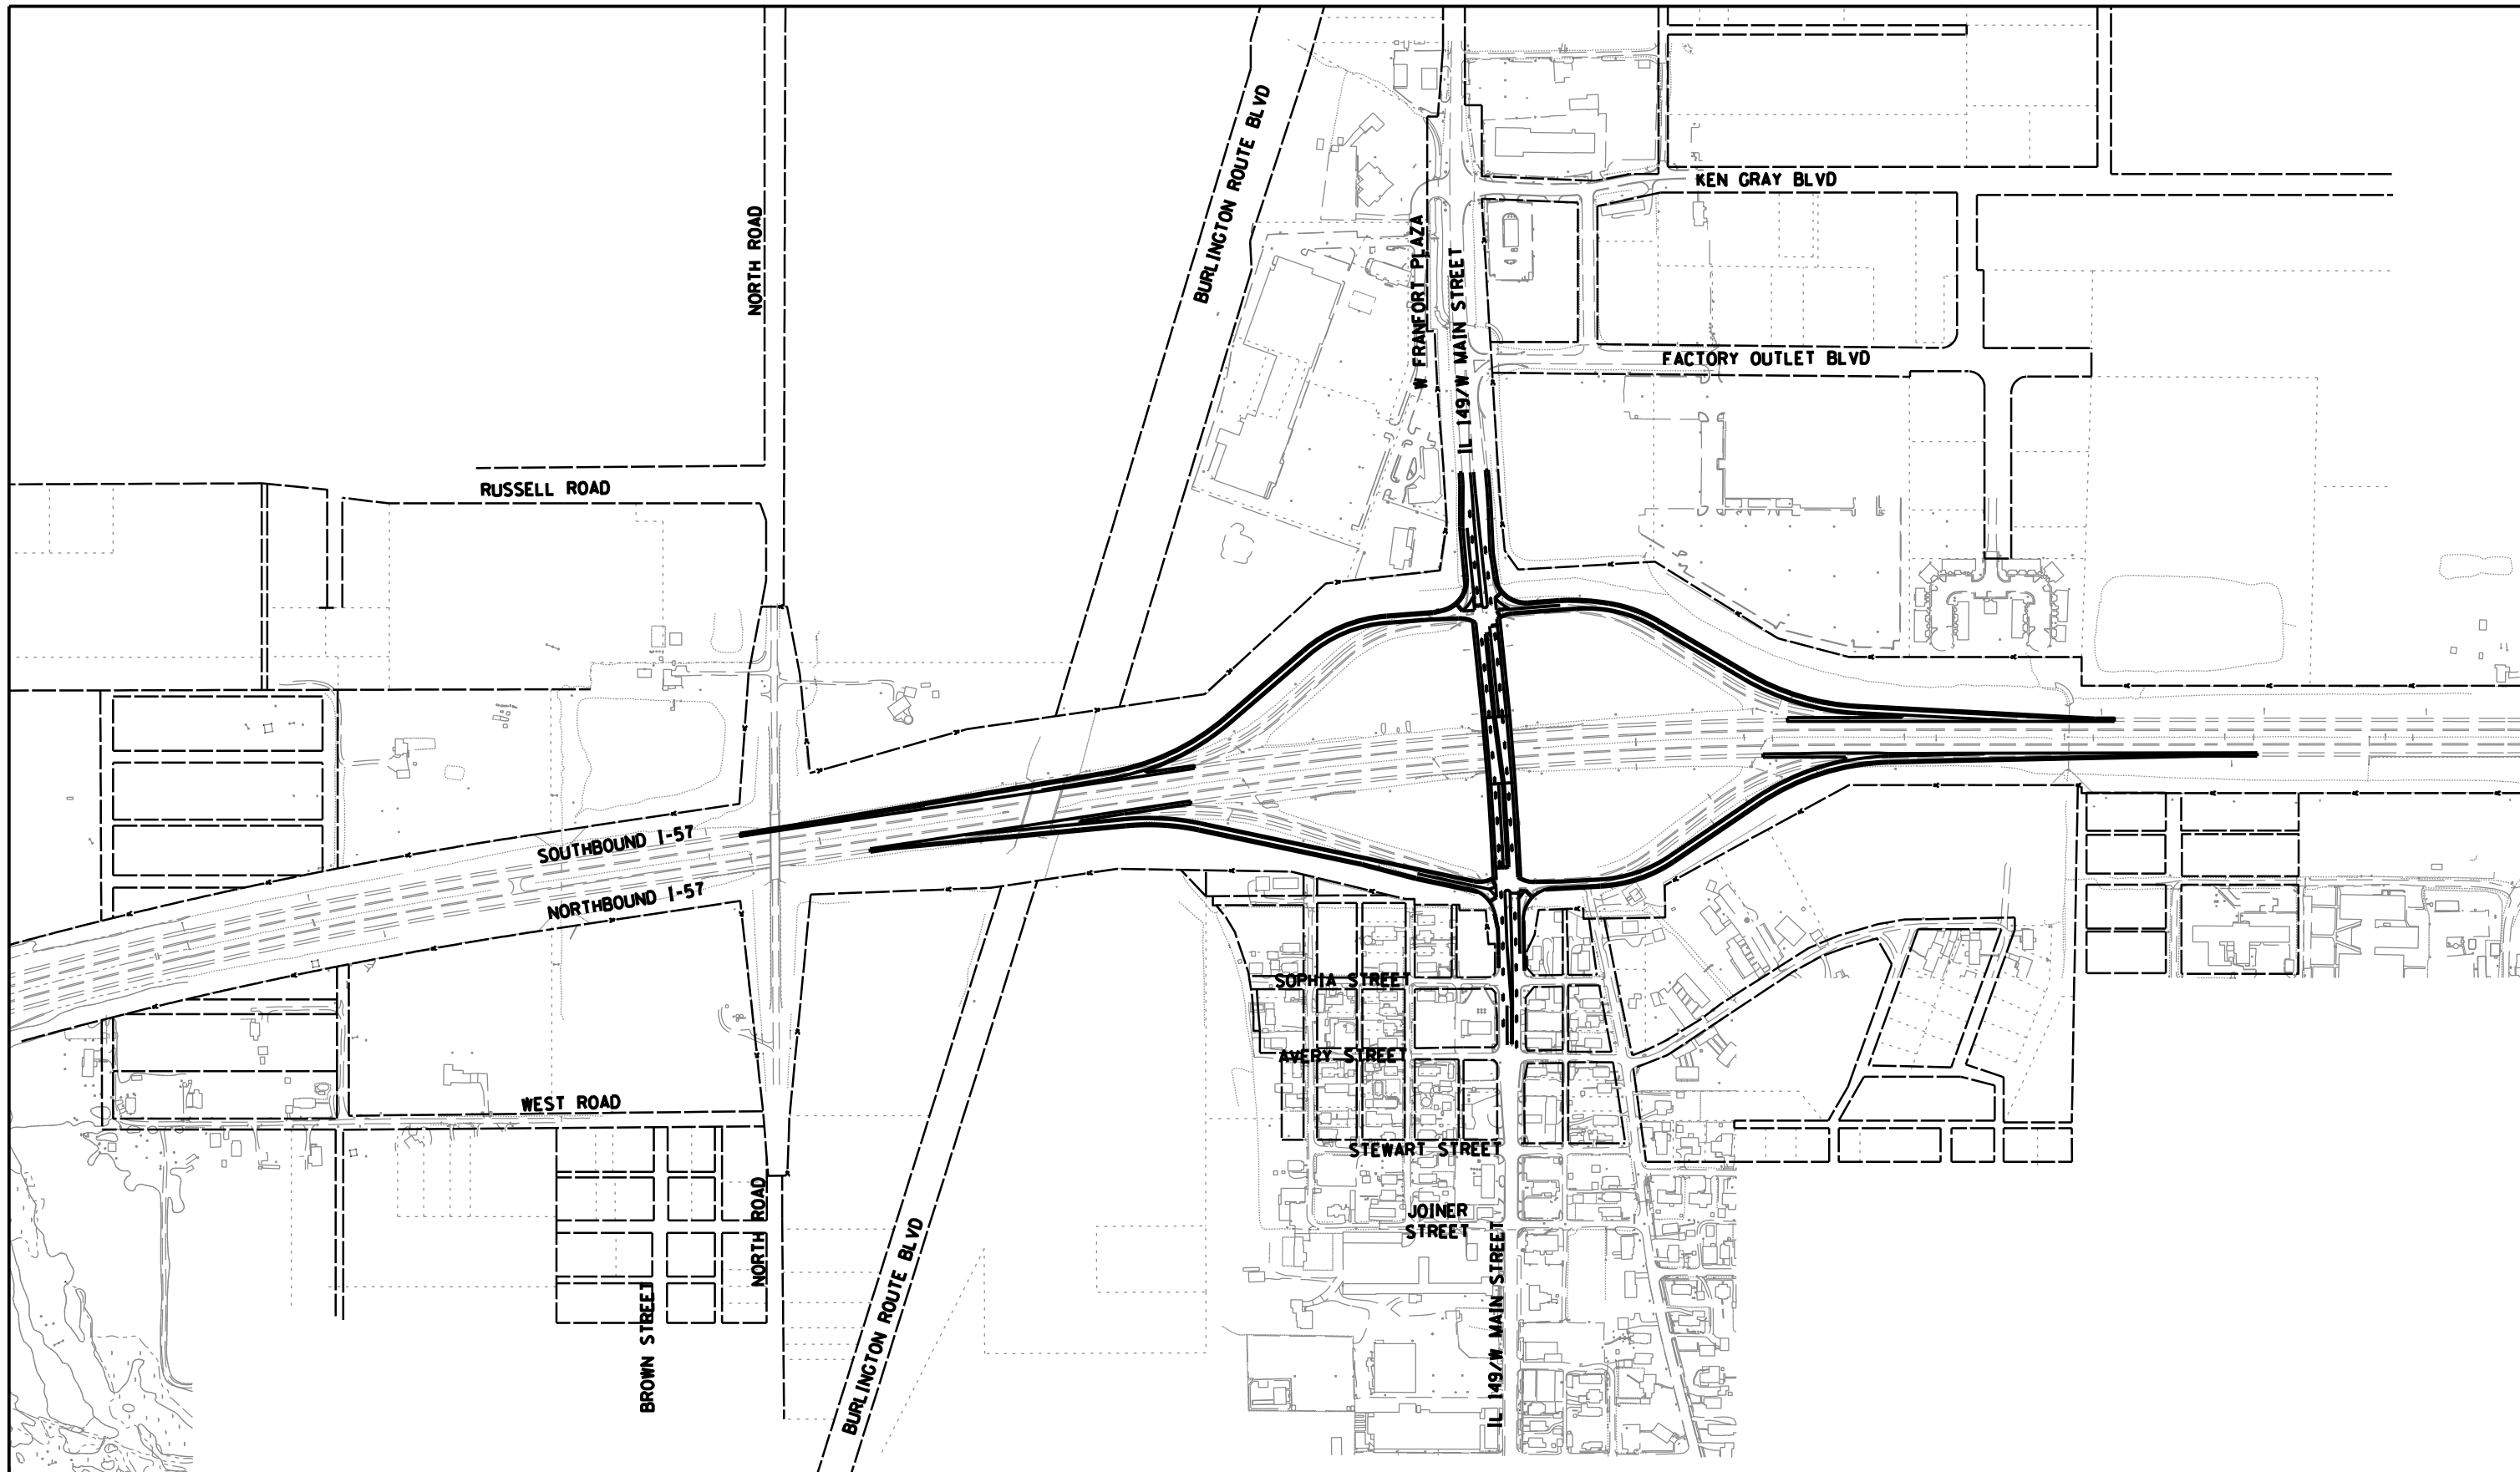 KEN GRAY BLVD
BURLINGTON ROUTE BLVD
NORTH ROAD
W FRANFORT PLAZA
IL 149/W MAIN STREET
FACTORY OUTLET BLVD
RUSSELL ROAD
SOUTHBOUND I-57
NORTHBOUND I-57
SOPHIA STREET
AVERY STREET
WEST ROAD
STEWART STREET
NORTH ROAD
JOINER
STREET
BURLINGTON ROUTE BLVD
IL 149/W MAIN STREET
BROWN STREET